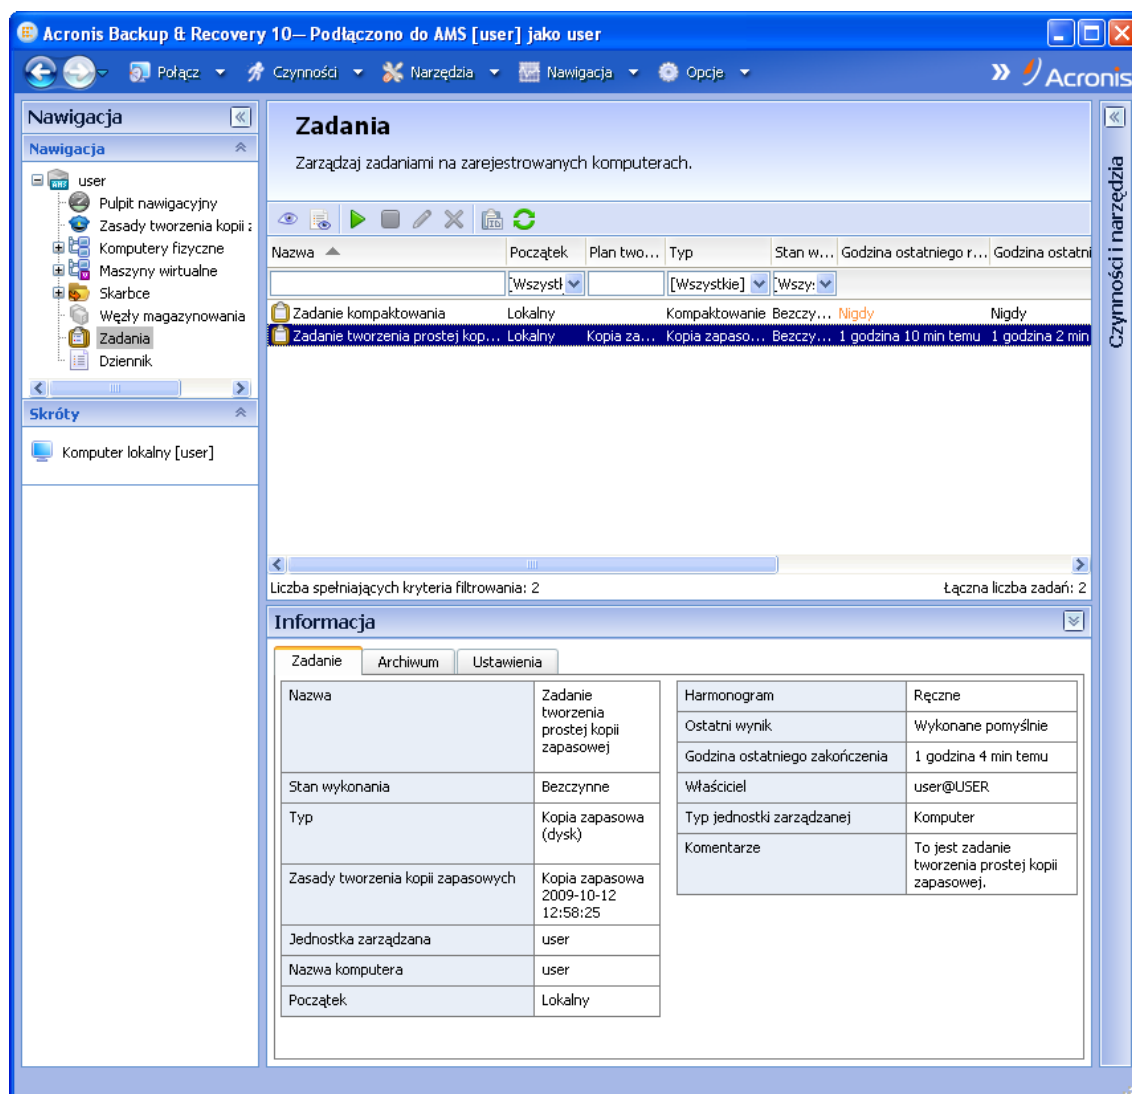 Acronis Backup & Recovery 10— Podłączono do AMS [user] jako user
Połącz Czynności Narzędzia Nawigacja Opcje » Acronis
Nawigacja
Nawigacja
user
Pulpit nawigacyjny
Zasady tworzenia kopii
Komputery fizyczne
Maszyny wirtualne
Skarbce
Węzły magazynowania
Zadania
Dziennik
Skróty
Komputer lokalny [user]
Zadania
Zarządzaj zadaniami na zarejestrowanych komputerach.
Nazwa Początek Plan two... Typ Stan w... Godzina ostatniego r... Godzina ostatni
[Wszyst [Wszystkie] [Wszy:
Zadanie kompaktowania Lokalny Kompaktowanie Bezczy... Nigdy Nigdy
Zadanie tworzenia prostej kop... Lokalny Kopia za... Kopia zapaso... Bezczy... 1 godzina 10 min temu 1 godzina 2 min
Liczba spełniających kryteria filtrowania: 2 Łączna liczba zadań: 2
Informacja
Zadanie Archiwum Ustawienia
Nazwa Zadanie
tworzenia
prostej kopii
zapasowej
Stan wykonania Bezczynne
Typ Kopia zapasowa
(dysk)
Zasady tworzenia kopii zapasowych Kopia zapasowa
2009-10-12
12:58:25
Jednostka zarządzana user
Nazwa komputera user
Początek Lokalny
Harmonogram Ręczne
Ostatni wynik Wykonane pomyślnie
Godzina ostatniego zakończenia 1 godzina 4 min temu
Właściciel user@USER
Typ jednostki zarządzanej Komputer
Komentarze To jest zadanie
tworzenia prostej kopii
zapasowej.
Czynności i narzędzia